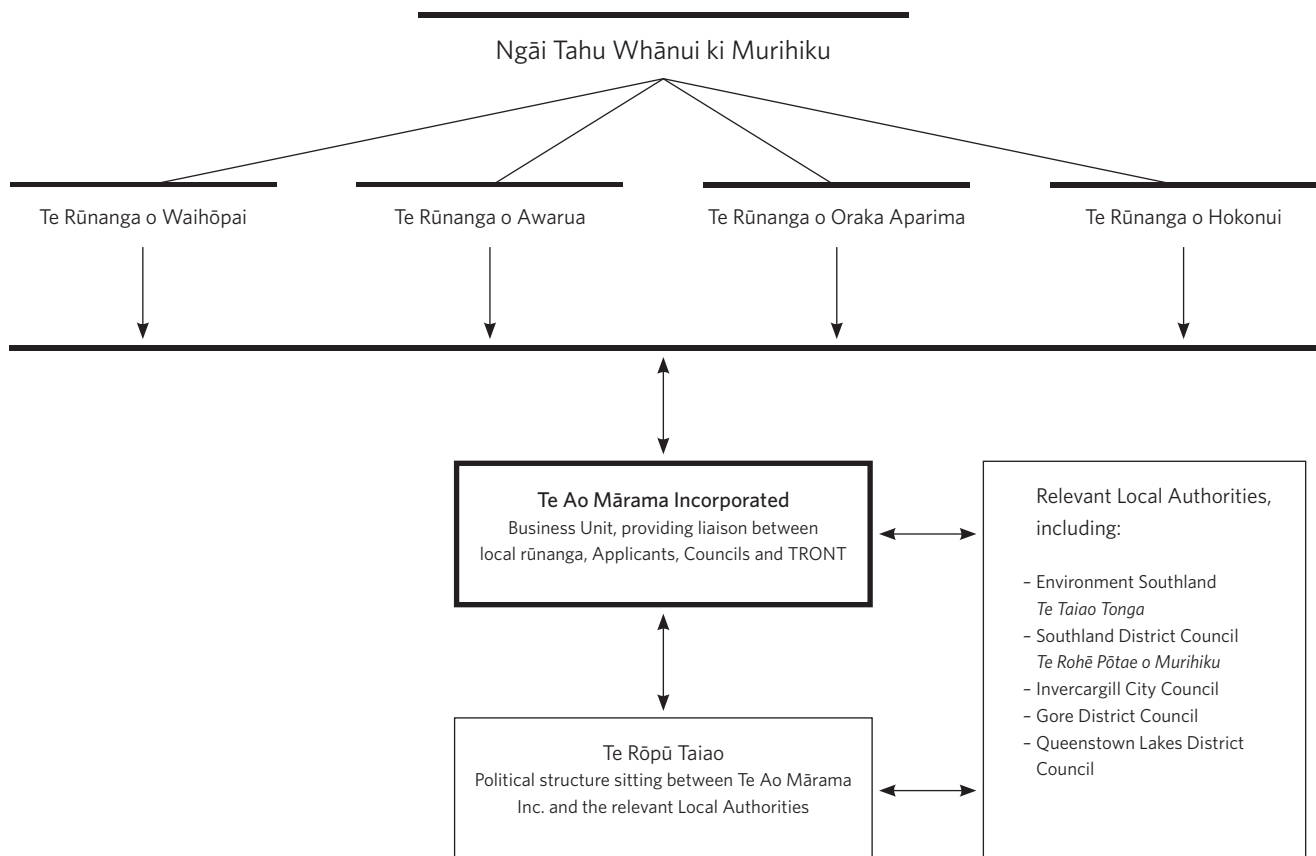 Ngāi Tahu Whānui ki Murihiku
Te Rūnanga o Waihōpai
Te Rūnanga o Awarua
Te Rūnanga o Oraka Aparima
Te Rūnanga o Hokonui
Te Ao Mārama Incorporated
Business Unit, providing liaison between
local rūnanga, Applicants, Councils and TRONT
Relevant Local Authorities,
including:
– Environment Southland
Te Taiao Tonga
– Southland District Council
Te Rohē Pōtae o Murihiku
– Invercargill City Council
– Gore District Council
– Queenstown Lakes District
Council
Te Rōpū Taiao
Political structure sitting between Te Ao Mārama
Inc. and the relevant Local Authorities